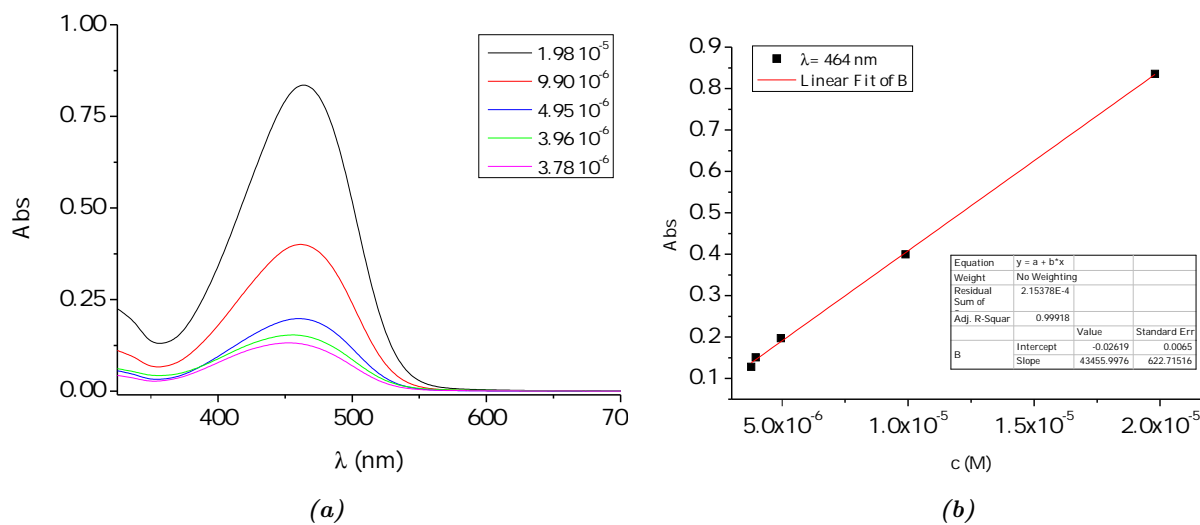 1.00
0.75
0.50
0.25
0.00
Abs
400
500
600
70
λ (nm)
1.98 10^-5
9.90 10^-6
4.95 10^-6
3.96 10^-6
3.78 10^-6
(a)
0.9
0.8
0.7
0.6
0.5
0.4
0.3
0.2
0.1
Abs
λ= 464 nm
Linear Fit of B
Equation y = a + b*x
Weight No Weighting
Residual 2.15378E-4
Sum of
Adj. R-Squar 0.99918
Value Standard Err
B Intercept -0.02619 0.0065
Slope 43455.9976 622.71516
5.0x10^-6
1.0x10^-5
1.5x10^-5
2.0x10^-5
c (M)
(b)